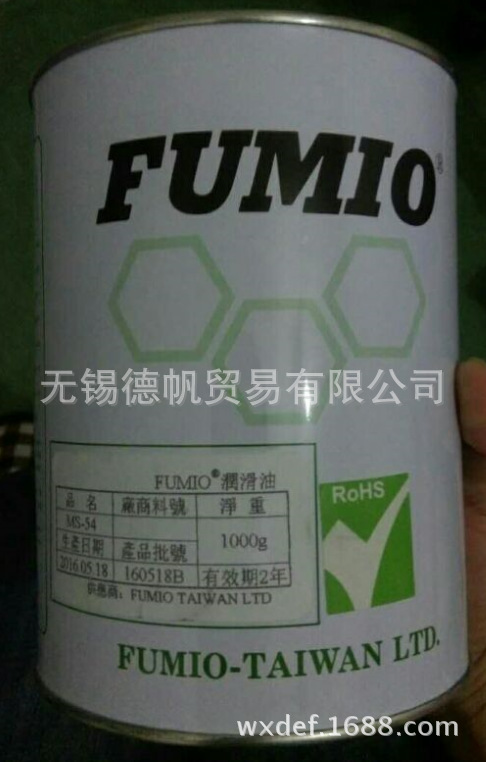 FUMIO®
无锡德帆贸易有限公司
FUMIO®潤滑油
品名 廠商料號 淨重
MS-54 1000g
生產日期 產品批號
2016.05.18 160518B 有效期2年
供應商：FUMIO TAIWAN LTD
RoHS
FUMIO-TAIWAN LTD.
wxdef.1688.com